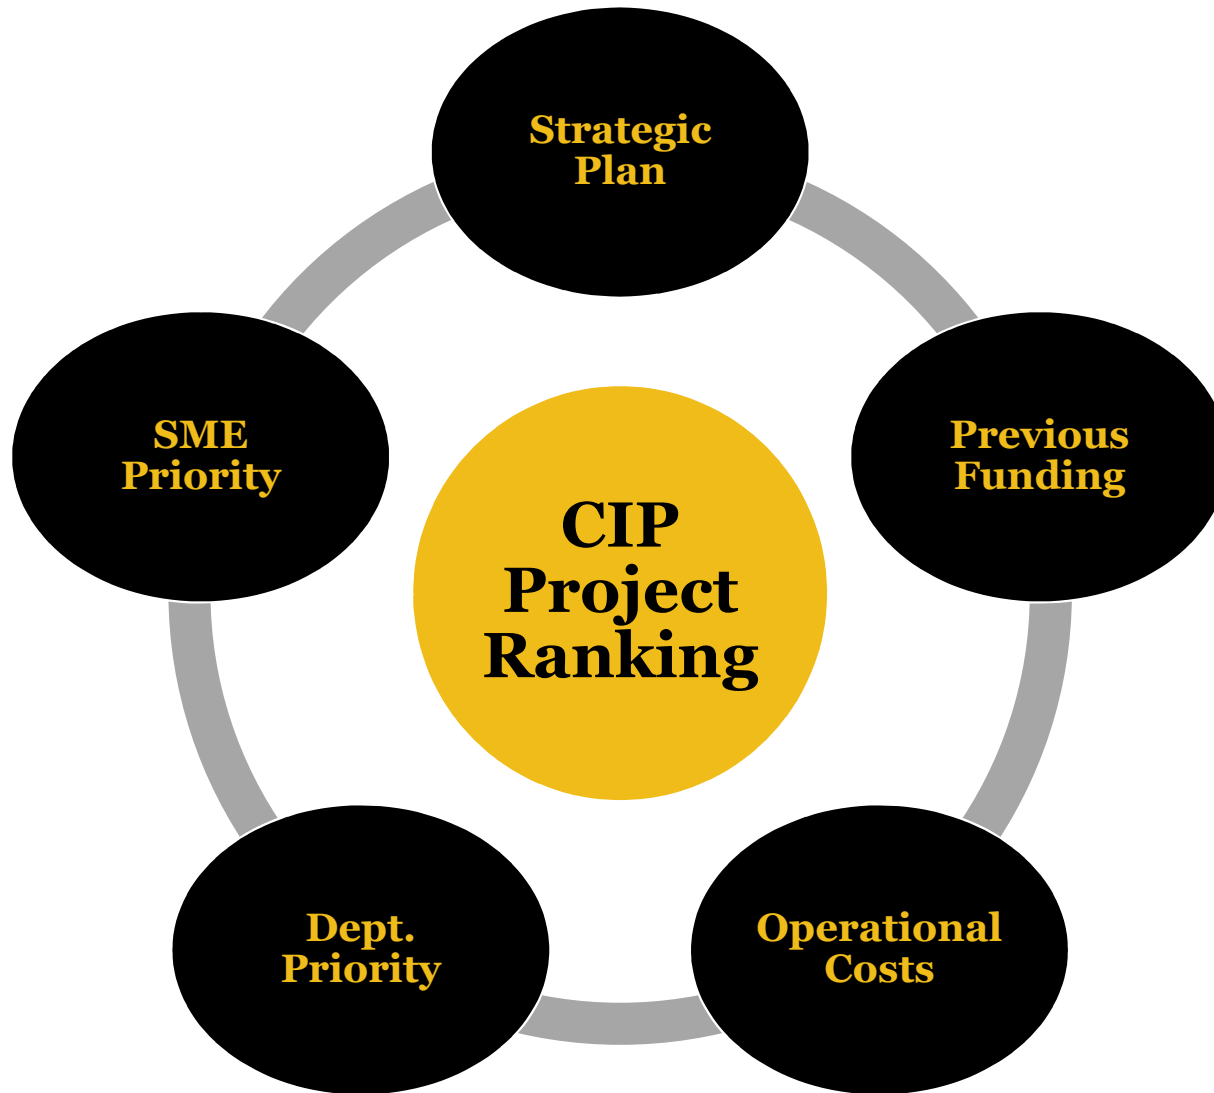 Strategic
Plan
SME
Priority
Previous
Funding
CIP
Project
Ranking
Dept.
Priority
Operational
Costs